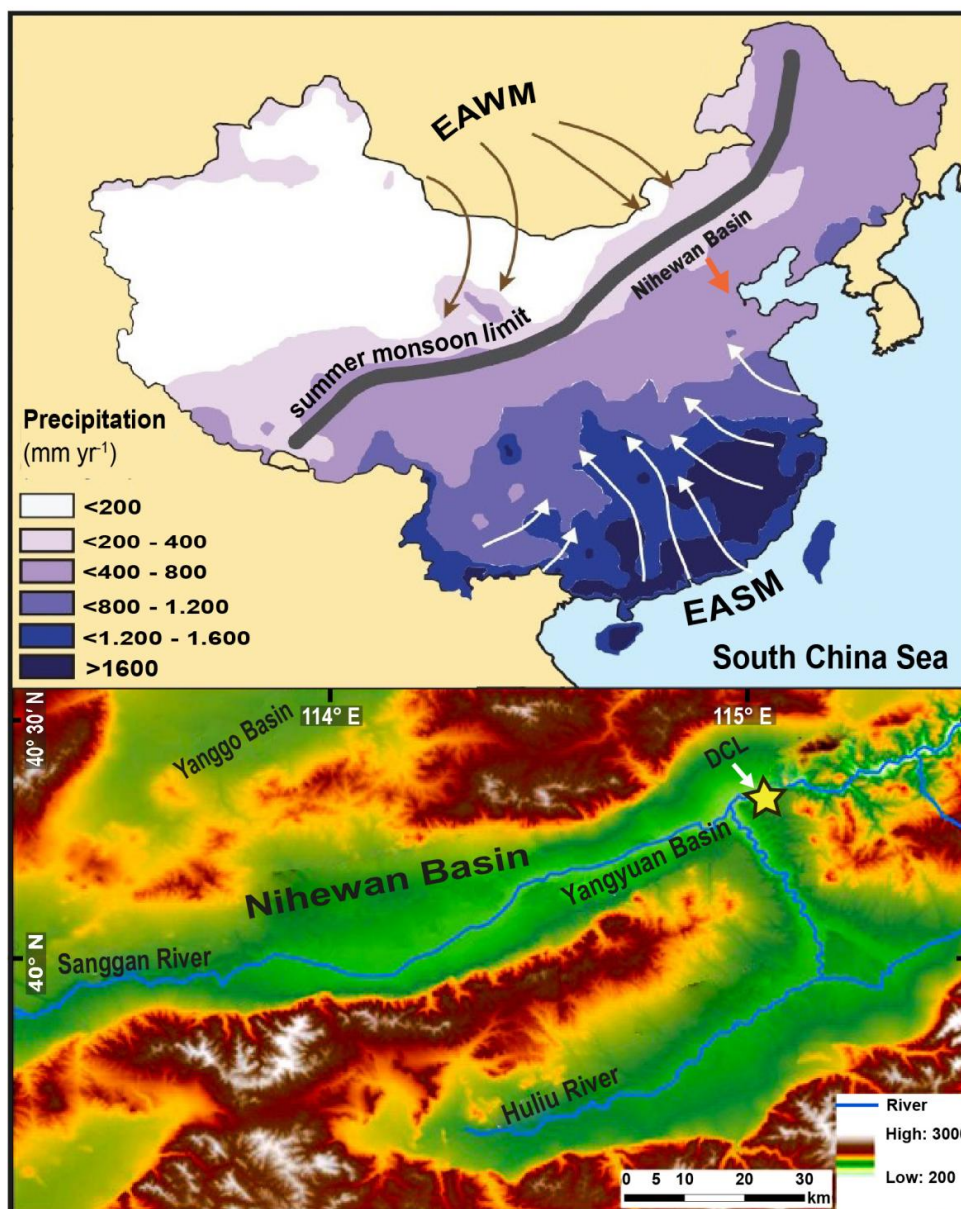 EAWM
Nihewan Basin
summer monsoon limit
Precipitation
(mm yr-1)
<200
<200 - 400
<400 - 800
<800 - 1.200
<1.200 - 1.600
>1600
EASM
South China Sea
40° 30′ N
114° E
115° E
Yanggo Basin
DCL
Nihewan Basin
Yangyuan Basin
40° N
Sanggan River
Huliu River
River
High: 3000
Low: 200
0 5 10 20 30
km